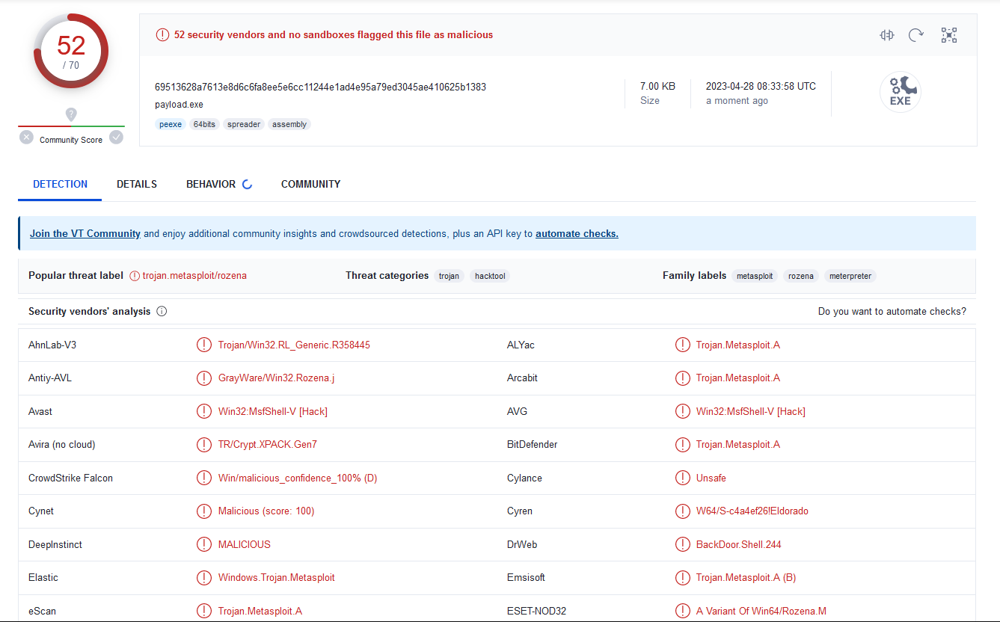 52
/ 70
?
Community Score
52 security vendors and no sandboxes flagged this file as malicious
69513628a7613e8d6c6fa8ee5e6cc11244e1ad4e95a79ed3045ae410625b1383
payload.exe
peexe 64bits spreader assembly
7.00 KB
Size
2023-04-28 08:33:58 UTC
a moment ago
EXE
DETECTION DETAILS BEHAVIOR COMMUNITY
Join the VT Community and enjoy additional community insights and crowdsourced detections, plus an API key to automate checks.
Popular threat label trojan.metasploit/rozena Threat categories trojan hacktool Family labels metasploit rozena meterpreter
Security vendors' analysis Do you want to automate checks?
AhnLab-V3 Trojan/Win32.RL_Generic.R358445 ALYac Trojan.Metasploit.A
Antiy-AVL GrayWare/Win32.Rozena.j Arcabit Trojan.Metasploit.A
Avast Win32:MsfShell-V [Hack] AVG Win32:MsfShell-V [Hack]
Avira (no cloud) TR/Crypt.XPACK.Gen7 BitDefender Trojan.Metasploit.A
CrowdStrike Falcon Win/malicious_confidence_100% (D) Cylance Unsafe
Cynet Malicious (score: 100) Cyren W64/S-c4a4ef26!Eldorado
DeepInstinct MALICIOUS DrWeb BackDoor.Shell.244
Elastic Windows.Trojan.Metasploit Emsisoft Trojan.Metasploit.A (B)
eScan Trojan.Metasploit.A ESET-NOD32 A Variant Of Win64/Rozena.M